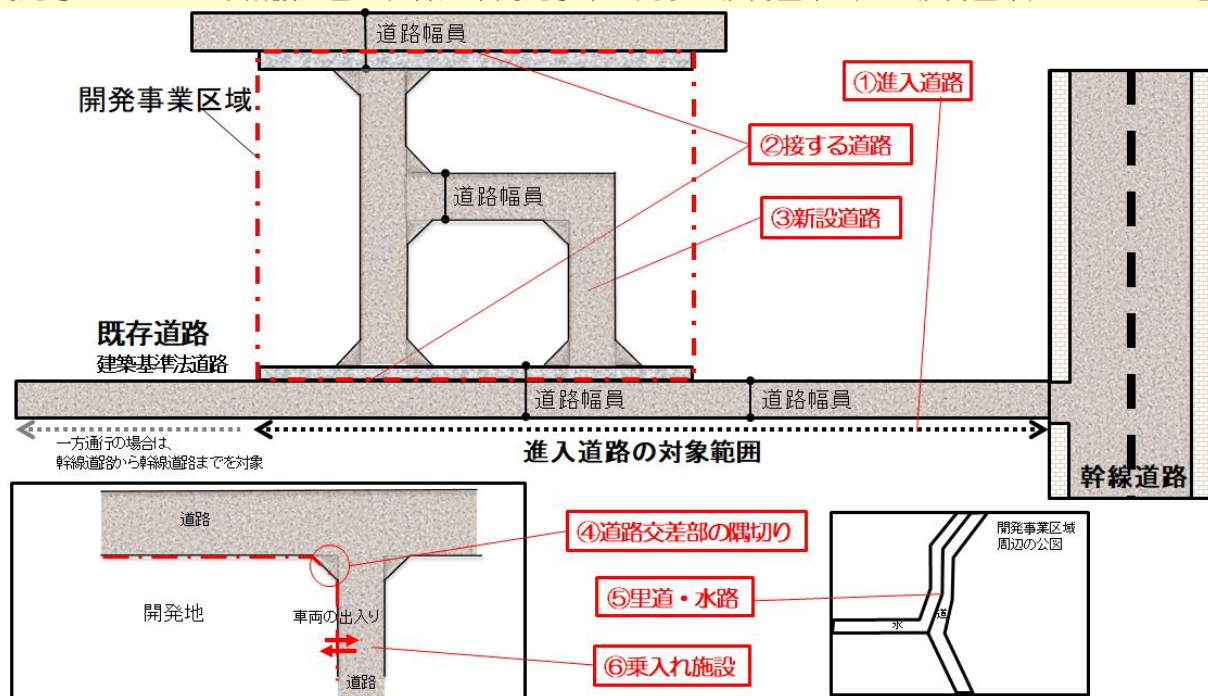 道路幅員
開発事業区域
①進入道路
②接する道路
道路幅員
③新設道路
既存道路
建築基準法道路
道路幅員
道路幅員
一方通行の場合は、
幹線道路から幹線道路までを対象
進入道路の対象範囲
幹線道路
道路
④道路交差部の隅切り
開発事業区域
周辺の公図
開発地
車両の出入り
⑤里道・水路
道
水
⑥乗入れ施設
道路